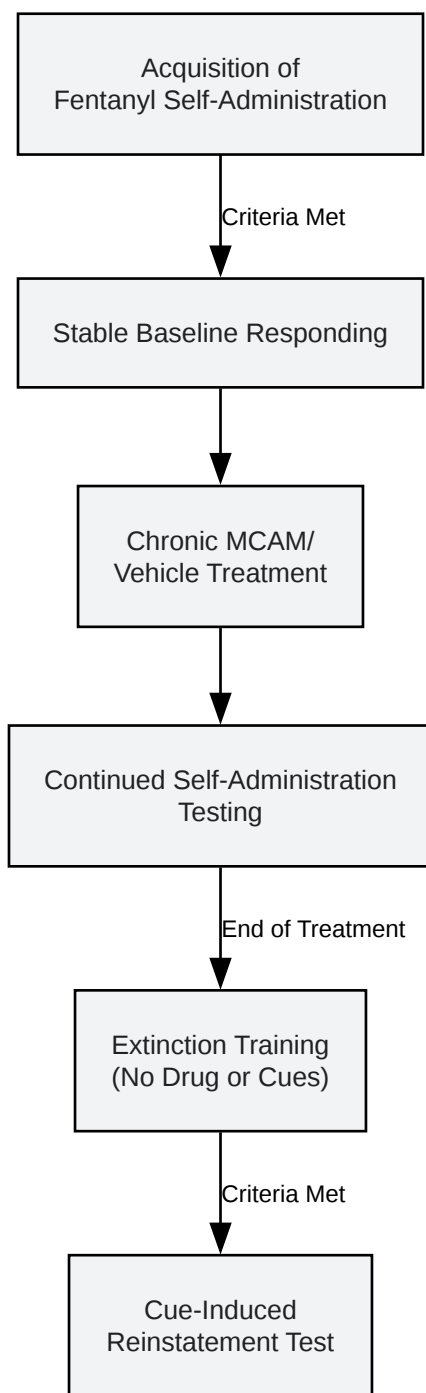 Acquisition of
Fentanyl Self-Administration
Criteria Met
Stable Baseline Responding
Chronic MCAM/
Vehicle Treatment
Continued Self-Administration
Testing
End of Treatment
Extinction Training
(No Drug or Cues)
Criteria Met
Cue-Induced
Reinstatement Test